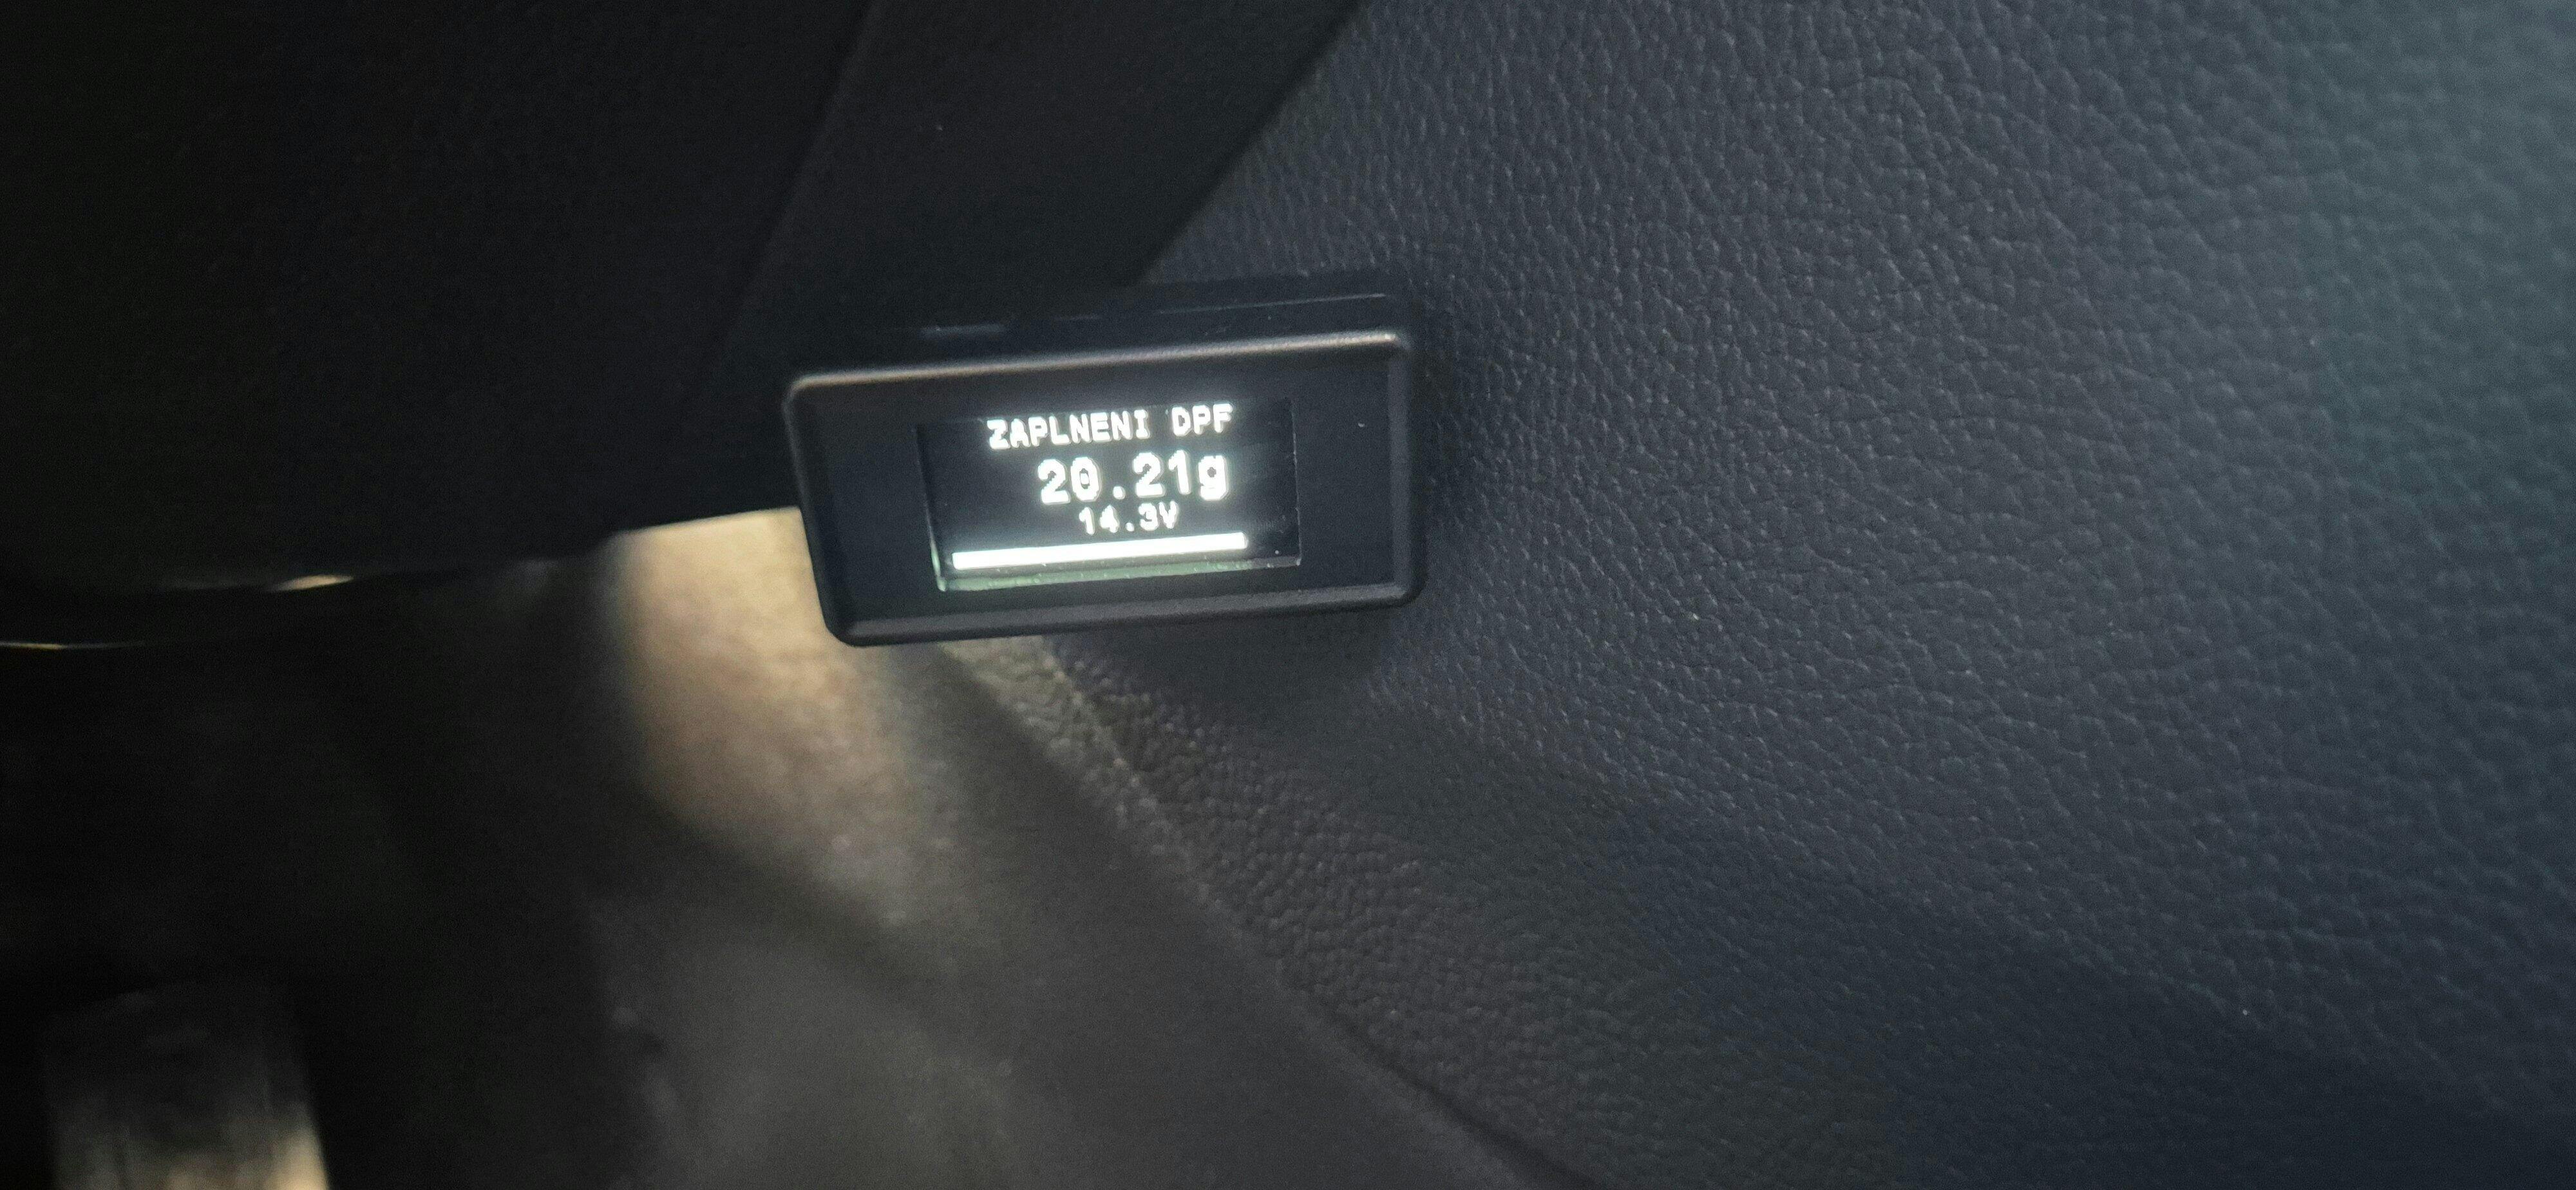 ZAPLNENI DPF
20.21g
14.3V